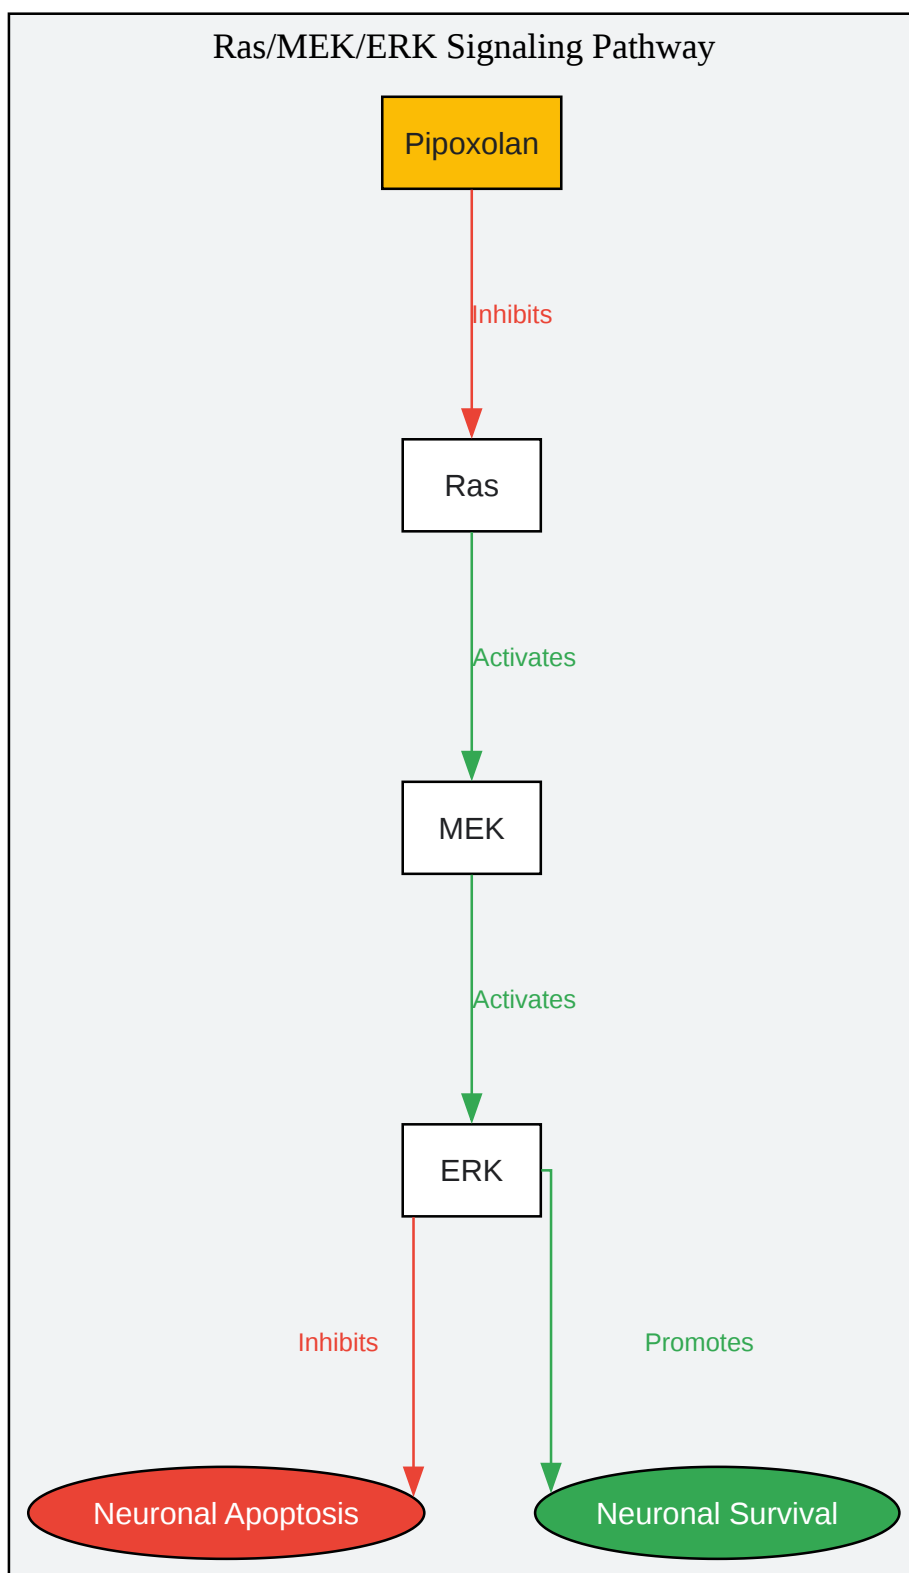 Ras/MEK/ERK Signaling Pathway
Pipoxolan
Inhibits
Ras
Activates
MEK
Activates
ERK
Inhibits
Promotes
Neuronal Apoptosis
Neuronal Survival